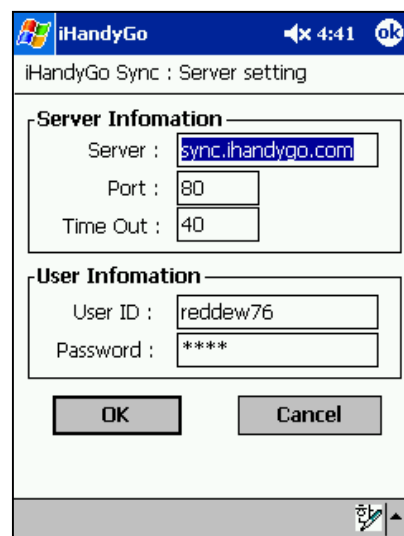 iHandyGo 4:41 ok
iHandyGo Sync : Server setting
Server Infomation
Server : sync.ihandygo.com
Port : 80
Time Out : 40
User Infomation
User ID : reddew76
Password : ****
OK Cancel
한